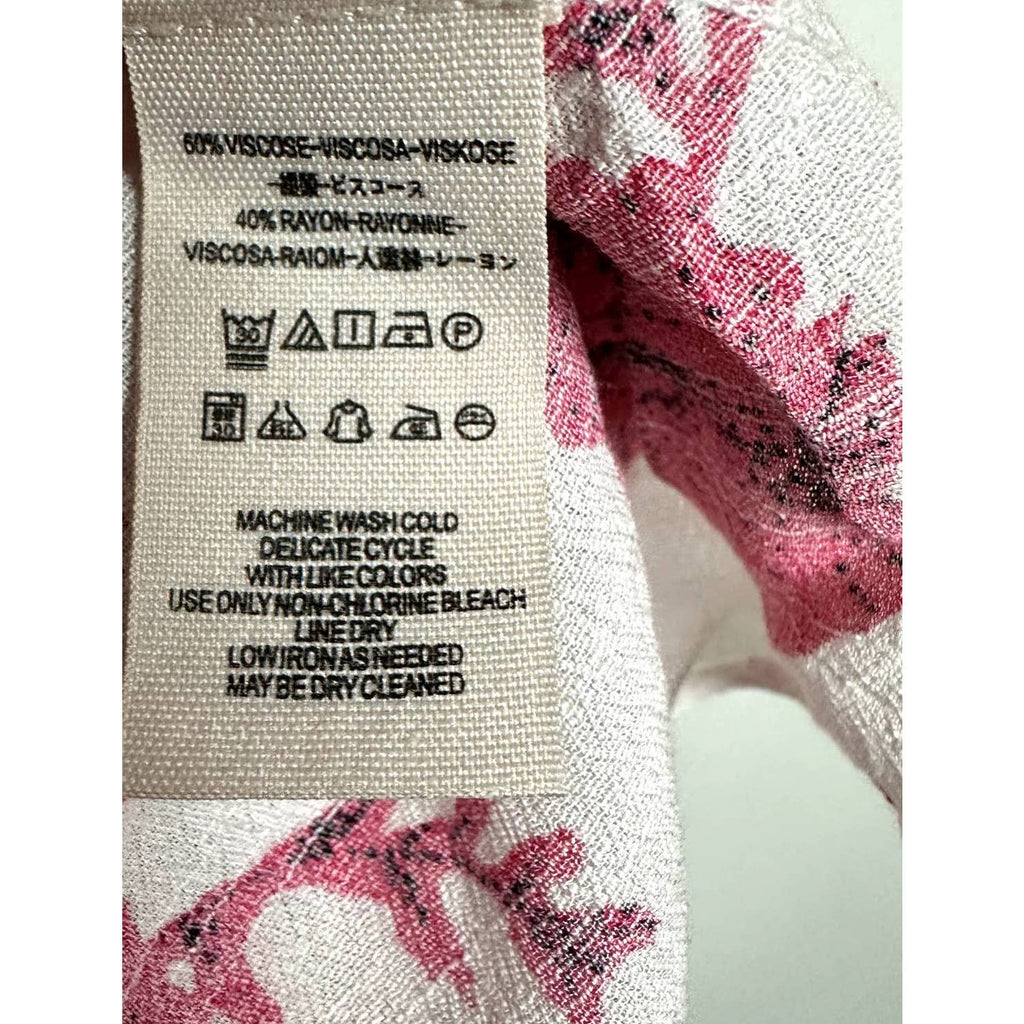 60% VISCOSE-VISCOSA-VISKOSE
-ビスコース
40% RAYON-RAYONNE-
VISCOSA-RAIOM-人造絲-レーヨン
30
P
30
MACHINE WASH COLD
DELICATE CYCLE
WITH LIKE COLORS
USE ONLY NON-CHLORINE BLEACH
LINE DRY
LOW IRON AS NEEDED
MAY BE DRY CLEANED